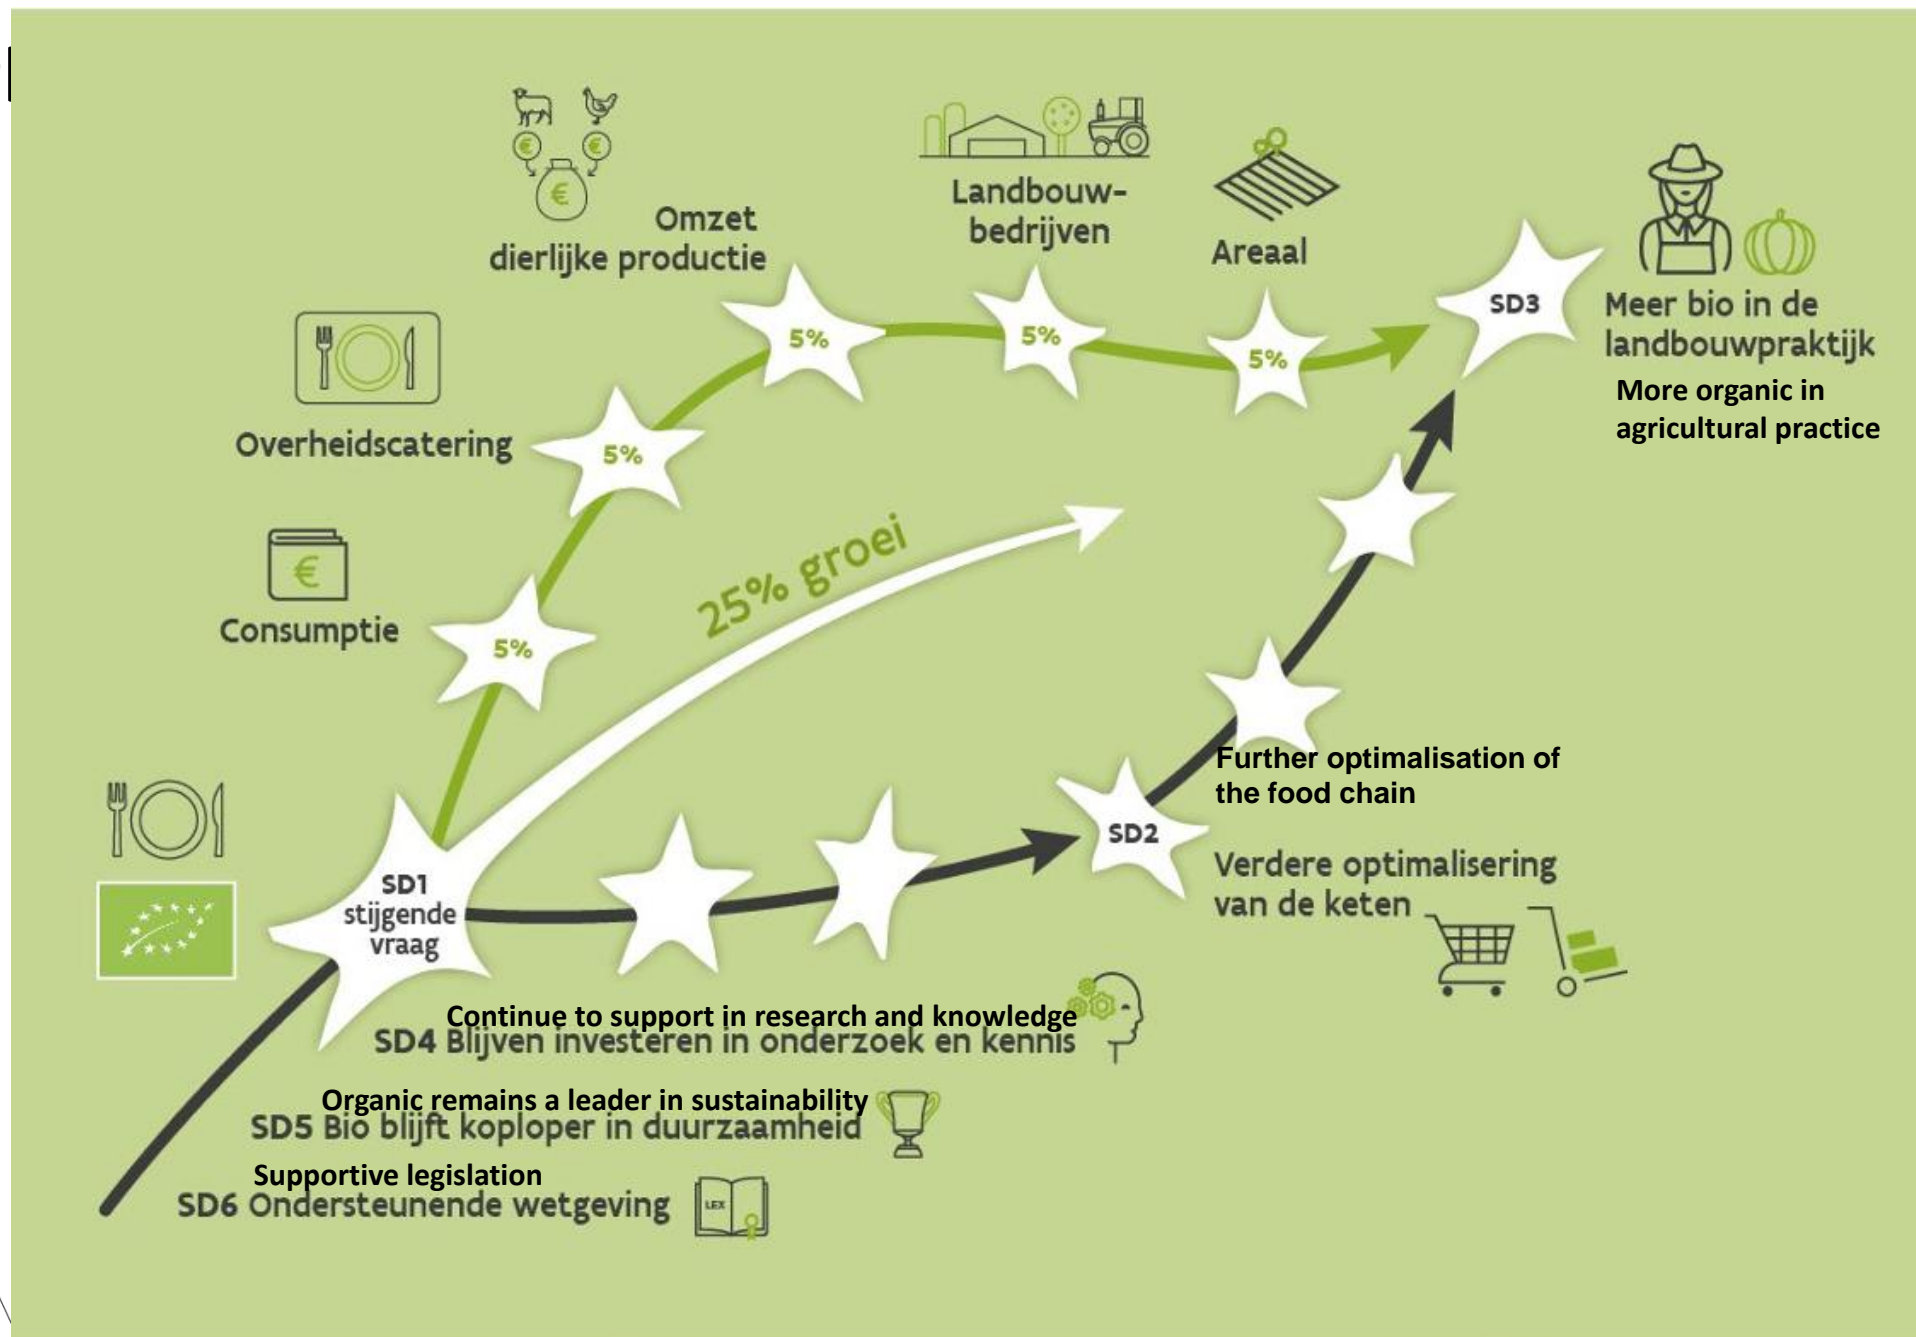 Omzet
dierlijke productie
Landbouw-
bedrijven
Areaal
Overheidscatering
Consumptie
5%
5%
5%
5%
5%
SD3
Meer bio in de
landbouwpraktijk
More organic in
agricultural practice
25% groei
Further optimalisation of
the food chain
SD2
Verdere optimalisering
van de keten
SD1
stijgende
vraag
Continue to support in research and knowledge
SD4 Blijven investeren in onderzoek en kennis
Organic remains a leader in sustainability
SD5 Bio blijft koploper in duurzaamheid
Supportive legislation
SD6 Ondersteunende wetgeving
LEX
€
€
€
€